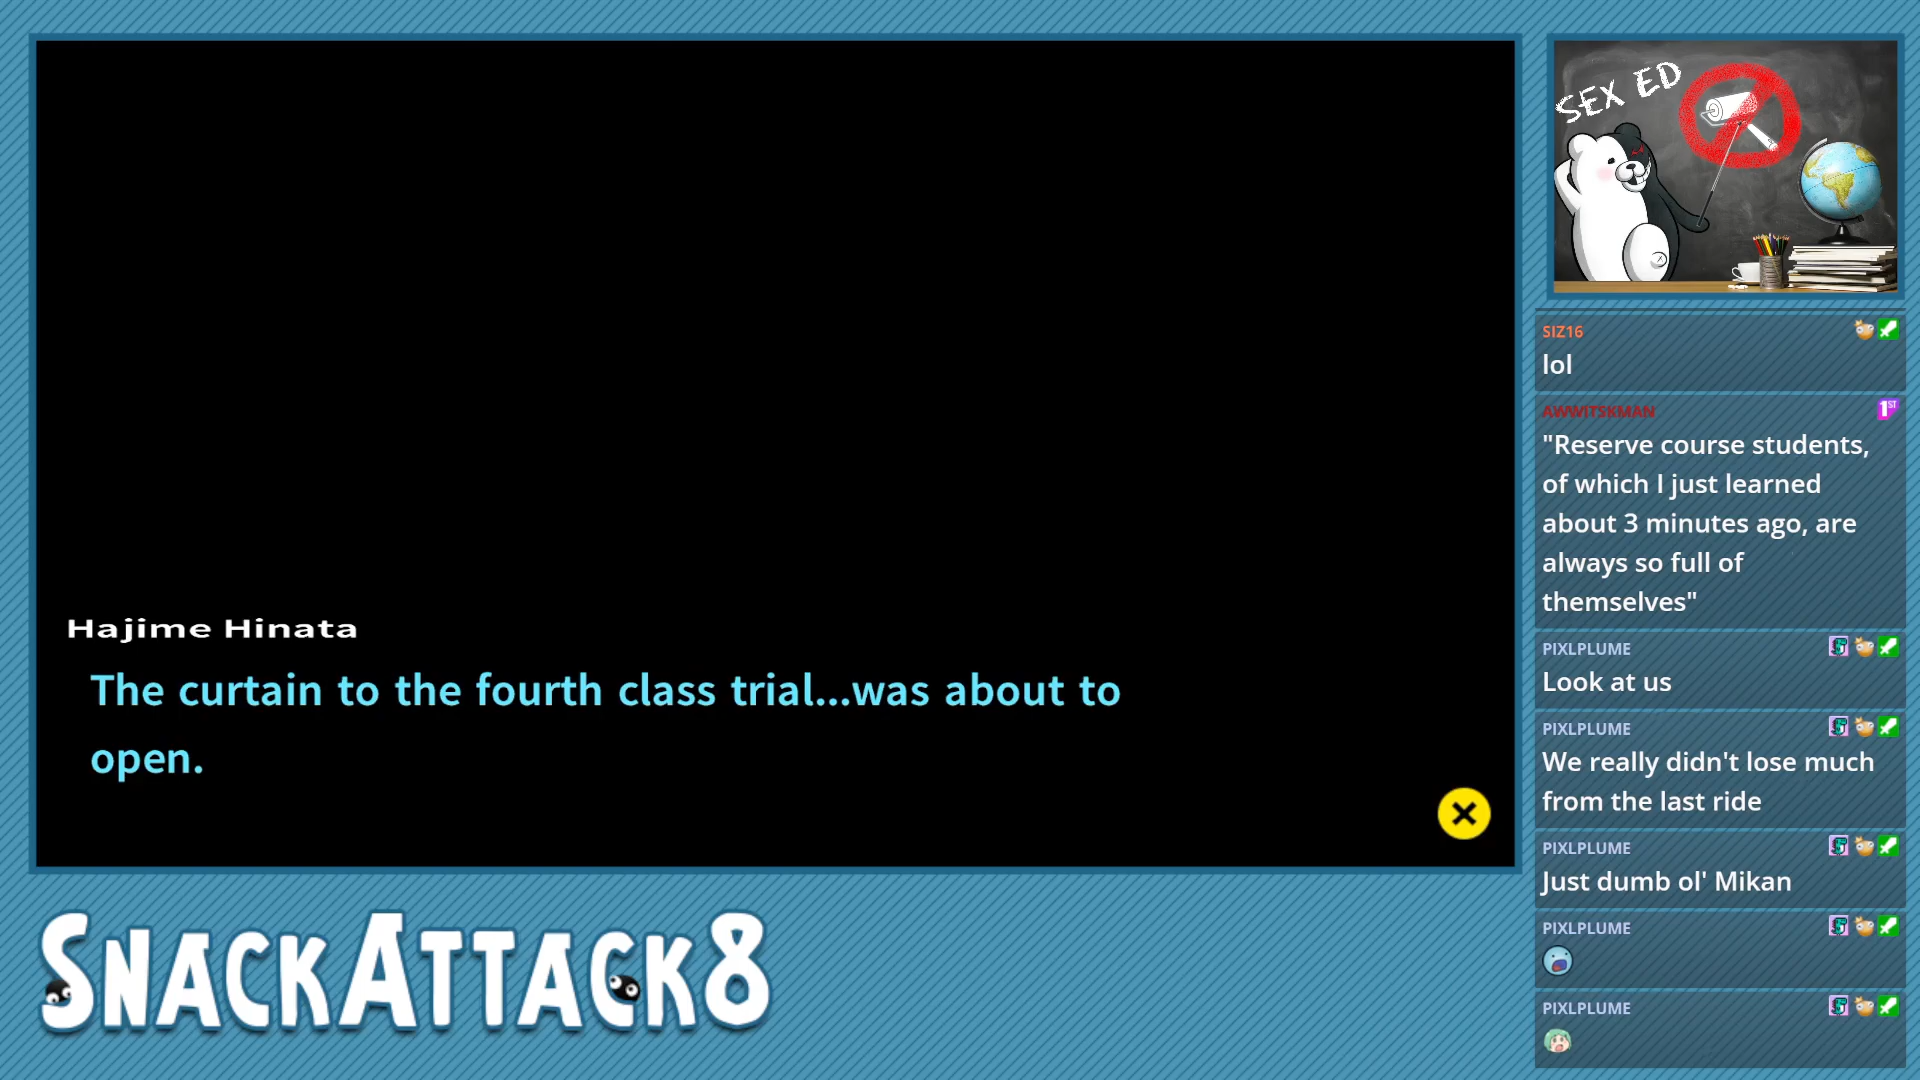 SEX ED
Hajime Hinata
The curtain to the fourth class trial...was about to
open.
SNACKATTACK8
SIZ16
lol
AWWITSKMAN
1ST
"Reserve course students,
of which I just learned
about 3 minutes ago, are
always so full of
themselves"
PIXLPLUME
Look at us
PIXLPLUME
We really didn't lose much
from the last ride
PIXLPLUME
Just dumb ol' Mikan
PIXLPLUME
PIXLPLUME